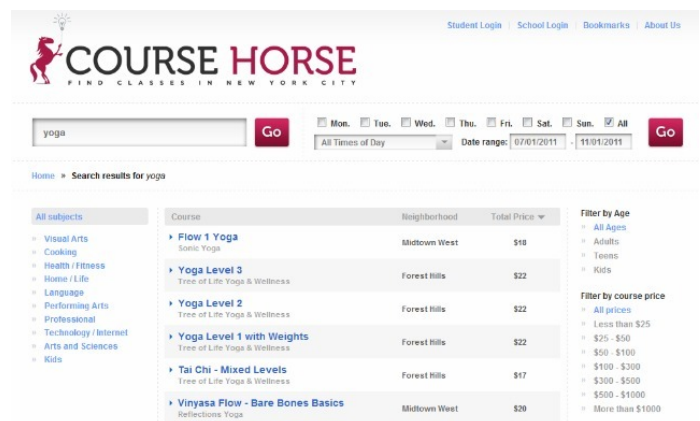 Student Login | School Login | Bookmarks | About Us
COURSE HORSE
FIND CLASSES IN NEW YORK CITY
yoga
Go
Mon. Tue. Wed. Thu. Fri. Sat. Sun. All
All Times of Day
Date range: 07/01/2011 - 11/01/2011
Go
Home » Search results for yoga
All subjects
Visual Arts
Cooking
Health / Fitness
Home / Life
Language
Performing Arts
Professional
Technology / Internet
Arts and Sciences
Kids
Course Neighborhood Total Price
Flow 1 Yoga Midtown West $18
Sonic Yoga
Yoga Level 3 Forest Hills $22
Tree of Life Yoga & Wellness
Yoga Level 2 Forest Hills $22
Tree of Life Yoga & Wellness
Yoga Level 1 with Weights Forest Hills $22
Tree of Life Yoga & Wellness
Tai Chi - Mixed Levels Forest Hills $17
Tree of Life Yoga & Wellness
Vinyasa Flow - Bare Bones Basics Midtown West $20
Reflections Yoga
Filter by Age
All Ages
Adults
Teens
Kids
Filter by course price
All prices
Less than $25
$25 - $50
$50 - $100
$100 - $300
$300 - $500
$500 - $1000
More than $1000